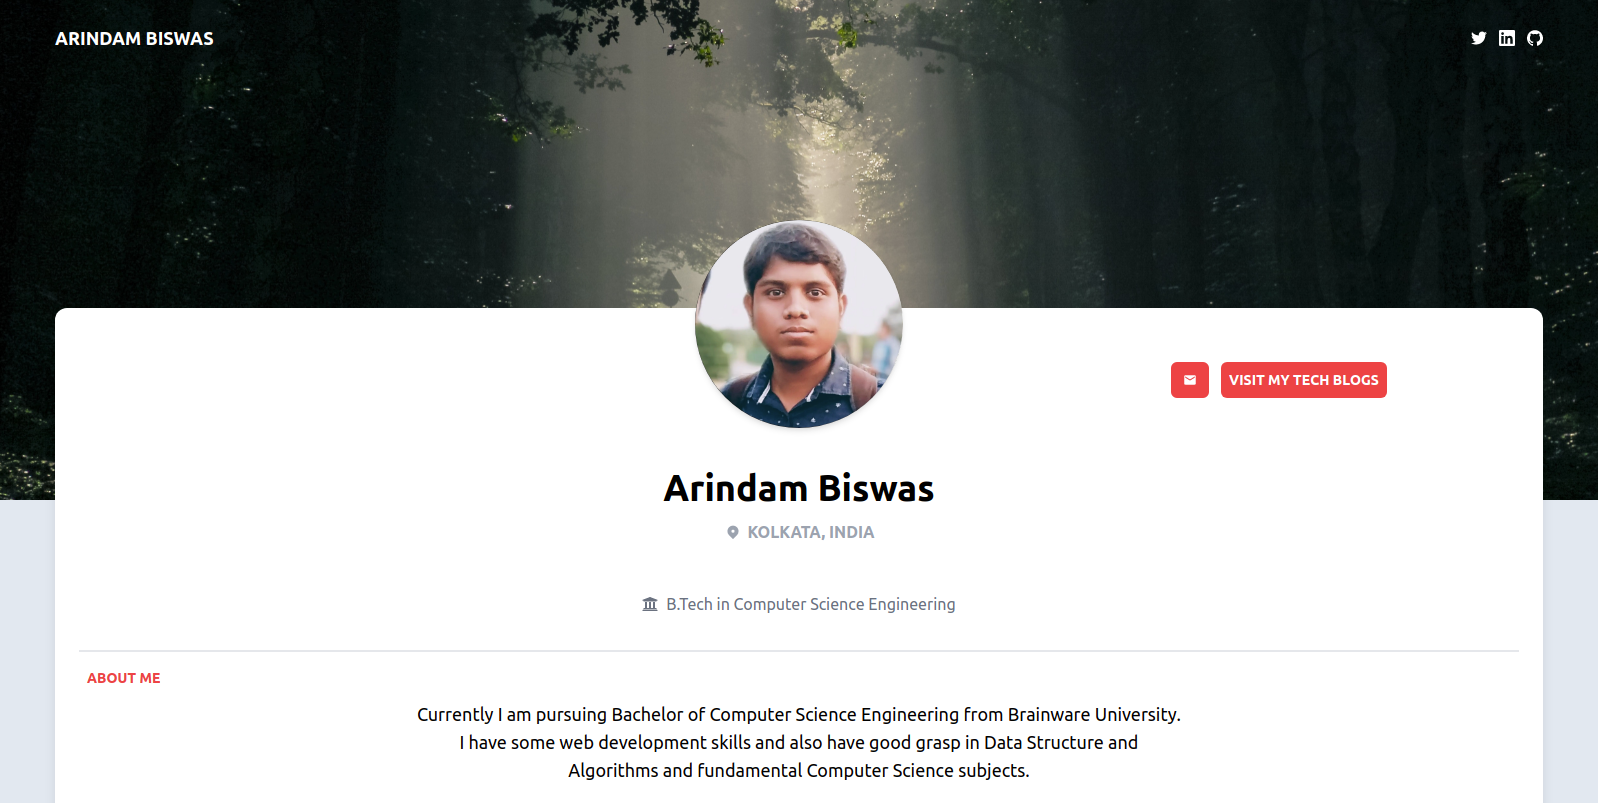 ARINDAM BISWAS
VISIT MY TECH BLOGS
Arindam Biswas
KOLKATA, INDIA
B.Tech in Computer Science Engineering
ABOUT ME
Currently I am pursuing Bachelor of Computer Science Engineering from Brainware University.
I have some web development skills and also have good grasp in Data Structure and
Algorithms and fundamental Computer Science subjects.